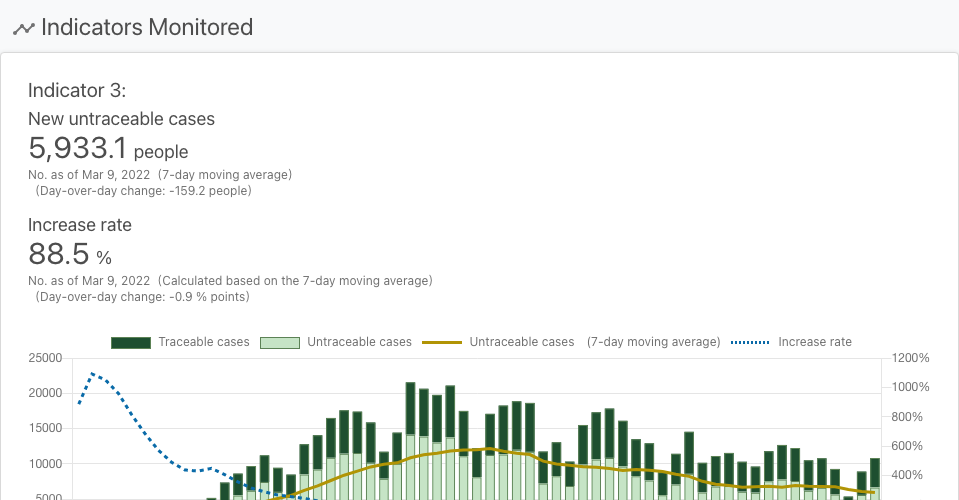 Indicators Monitored
Indicator 3:
New untraceable cases
5,933.1 people
No. as of Mar 9, 2022 (7-day moving average)
(Day-over-day change: -159.2 people)
Increase rate
88.5 %
No. as of Mar 9, 2022 (Calculated based on the 7-day moving average)
(Day-over-day change: -0.9 % points)
Traceable cases Untraceable cases Untraceable cases (7-day moving average) Increase rate
25000 1200%
20000 1000%
15000 800%
10000 600%
5000 400%